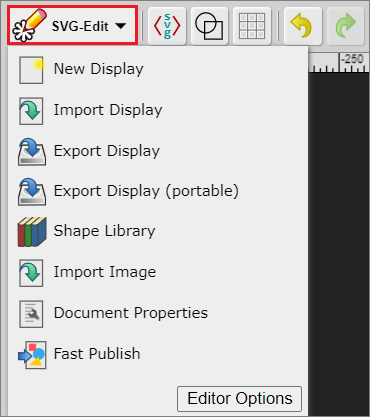 SVG-Edit
<svg>
-250
New Display
Import Display
Export Display
Export Display (portable)
Shape Library
Import Image
Document Properties
Fast Publish
Editor Options